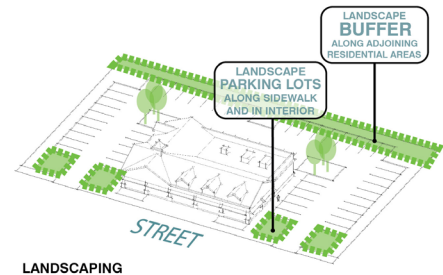 LANDSCAPE
BUFFER
ALONG ADJOINING
RESIDENTIAL AREAS
LANDSCAPE
PARKING LOTS
ALONG SIDEWALK
AND IN INTERIOR
STREET
LANDSCAPING